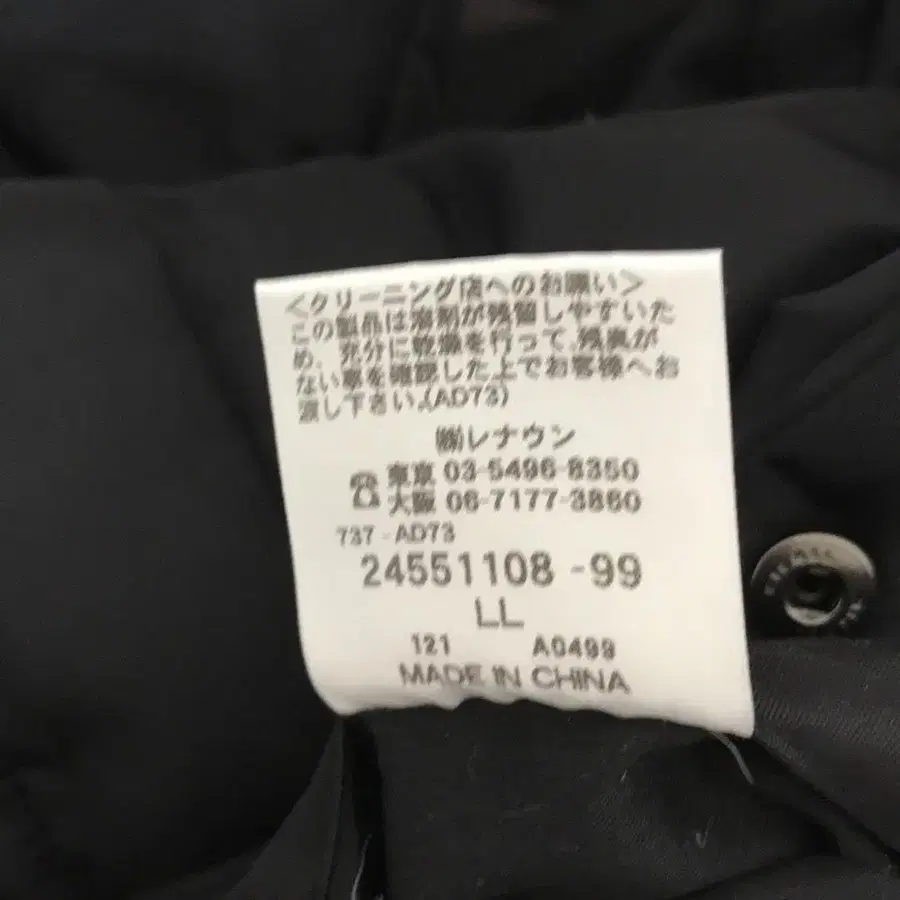 <クリーニング店へのお願い>
この製品は溶剤が残留しやすいた
め、充分に乾燥を行って、残臭が
ない事を確認した上でお客様へお
渡し下さい。(AD73)
㈱レナウン
☎ 東京 03-5496-8350
大阪 06-7177-3860
737-AD73
24551108-99
LL
121 A0499
MADE IN CHINA